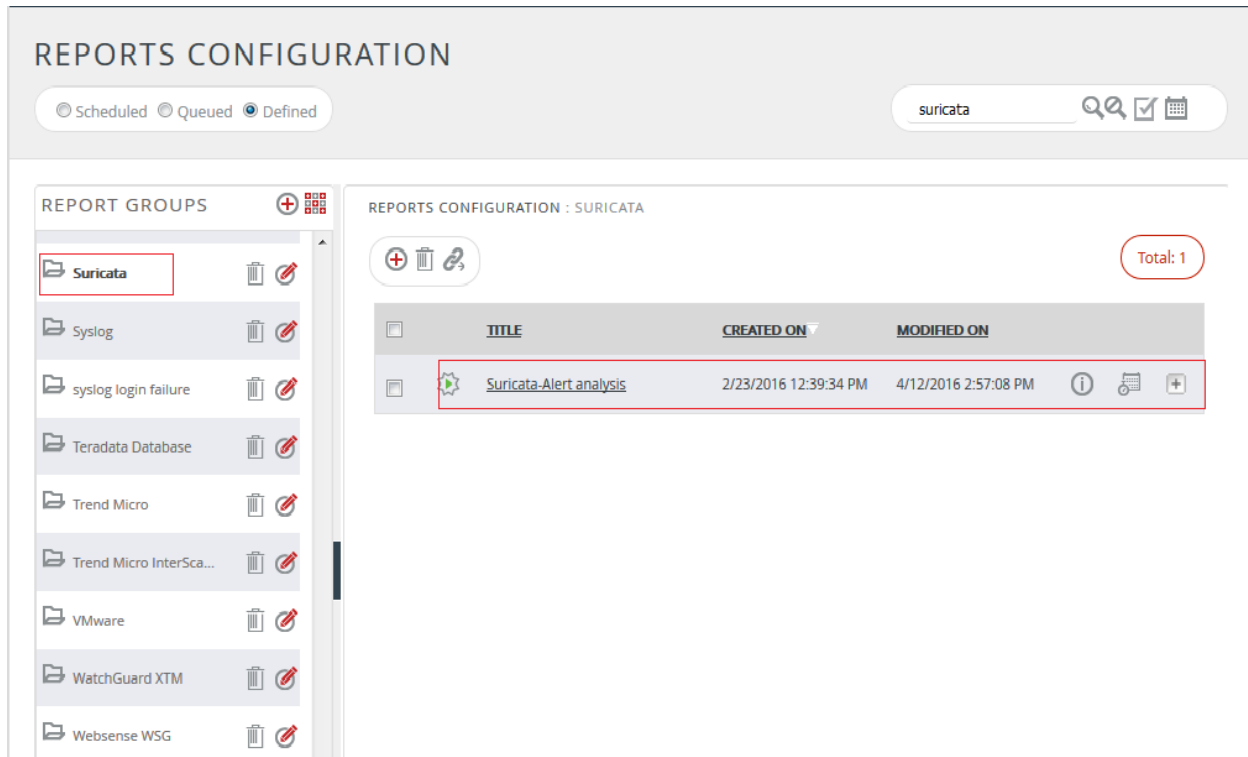 REPORTS CONFIGURATION
Scheduled Queued Defined
suricata
REPORT GROUPS
Suricata
Syslog
syslog login failure
Teradata Database
Trend Micro
Trend Micro InterSca...
VMware
WatchGuard XTM
Websense WSG
REPORTS CONFIGURATION : SURICATA
Total: 1
TITLE CREATED ON MODIFIED ON
Suricata-Alert analysis 2/23/2016 12:39:34 PM 4/12/2016 2:57:08 PM